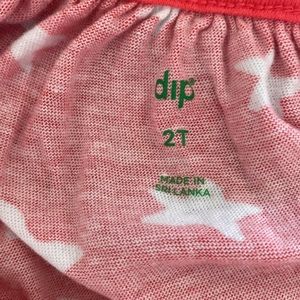 dip
2T
MADE IN
SRI LANKA